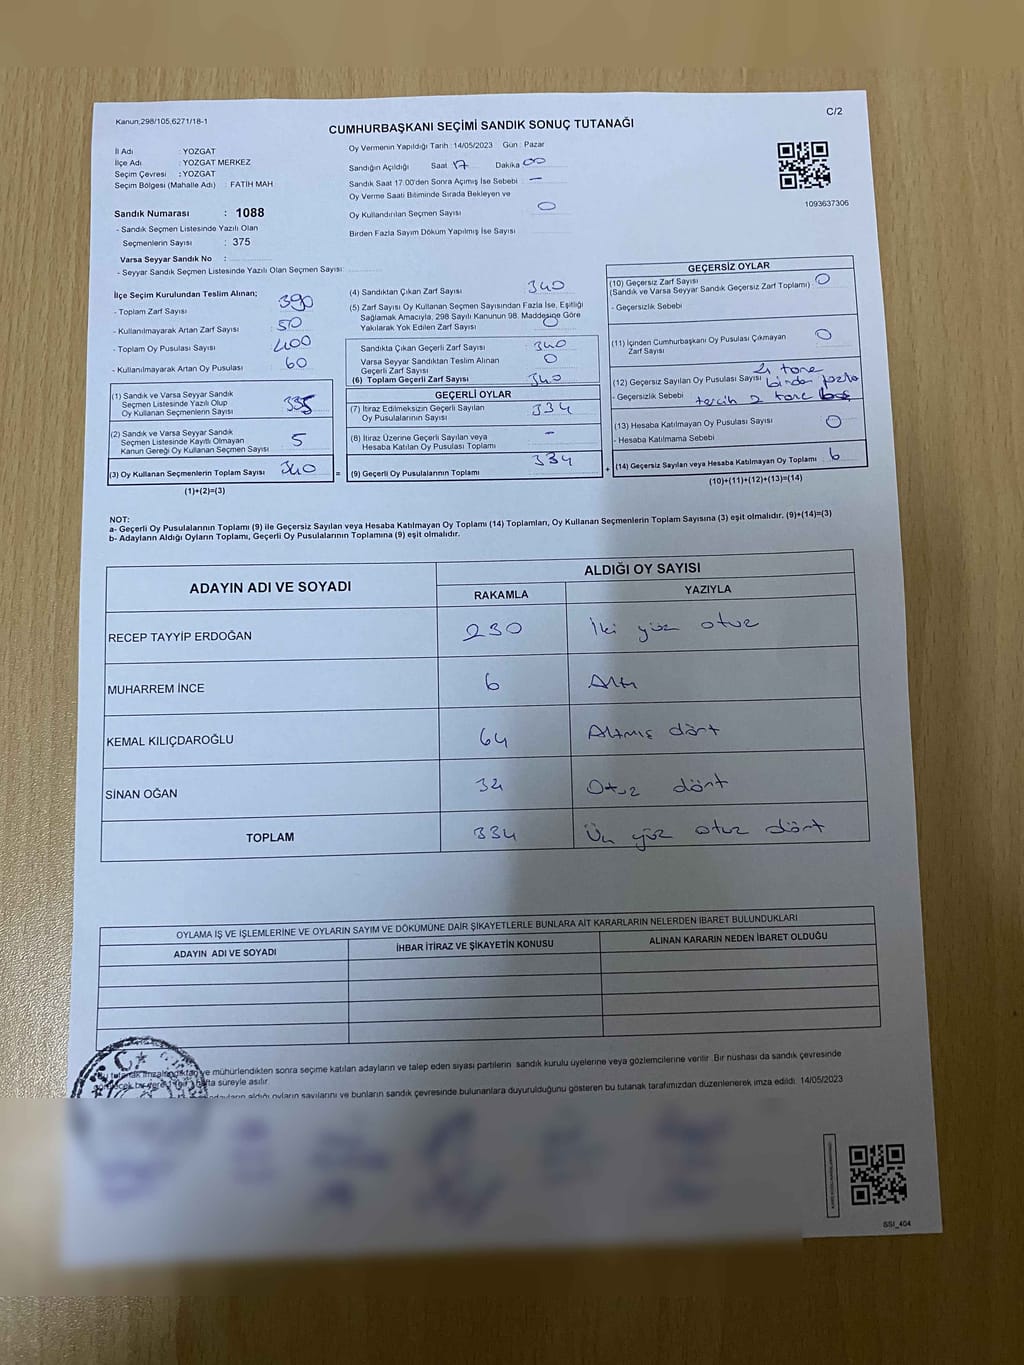 Kanun;298/105,6271/18-1
C/2
CUMHURBAŞKANI SEÇİMİ SANDIK SONUÇ TUTANAĞI
İl Adı : YOZGAT
İlçe Adı : YOZGAT MERKEZ
Seçim Çevresi : YOZGAT
Seçim Bölgesi (Mahalle Adı) : FATİH MAH
Sandık Numarası : 1088
- Sandık Seçmen Listesinde Yazılı Olan
Seçmenlerin Sayısı : 375
Varsa Seyyar Sandık No :
- Seyyar Sandık Seçmen Listesinde Yazılı Olan Seçmen Sayısı:
Oy Vermenin Yapıldığı Tarih : 14/05/2023 Gün : Pazar
Sandığın Açıldığı Saat 17 Dakika 00
Sandık Saat 17:00'den Sonra Açımış İse Sebebi : -
Oy Verme Saati Bitiminde Sırada Bekleyen ve
Oy Kullandırılan Seçmen Sayısı 0
Birden Fazla Sayım Döküm Yapılmış İse Sayısı
1093637306
İlçe Seçim Kurulundan Teslim Alınan;
- Toplam Zarf Sayısı 390
- Kullanılmayarak Artan Zarf Sayısı 50
- Toplam Oy Pusulası Sayısı 400
- Kullanılmayarak Artan Oy Pusulası 60
(1) Sandık ve Varsa Seyyar Sandık
Seçmen Listesinde Yazılı Olup
Oy Kullanan Seçmenlerin Sayısı 335
(2) Sandık ve Varsa Seyyar Sandık
Seçmen Listesinde Kayıtlı Olmayan
Kanun Gereği Oy Kullanan Seçmen Sayısı 5
(3) Oy Kullanan Seçmenlerin Toplam Sayısı 340
(1)+(2)=(3)
(4) Sandıktan Çıkan Zarf Sayısı 340
(5) Zarf Sayısı Oy Kullanan Seçmen Sayısından Fazla İse, Eşitliği
Sağlamak Amacıyla, 298 Sayılı Kanunun 98. Maddesine Göre
Yakılarak Yok Edilen Zarf Sayısı 0
Sandıkta Çıkan Geçerli Zarf Sayısı 340
Varsa Seyyar Sandıktan Teslim Alınan
Geçerli Zarf Sayısı 0
(6) Toplam Geçerli Zarf Sayısı 340
GEÇERLİ OYLAR
(7) İtiraz Edilmeksizin Geçerli Sayılan
Oy Pusulalarının Sayısı 334
(8) İtiraz Üzerine Geçerli Sayılan veya
Hesaba Katılan Oy Pusulası Toplamı -
= (9) Geçerli Oy Pusulalarının Toplamı 334
GEÇERSİZ OYLAR
(10) Geçersiz Zarf Sayısı 0
(Sandık ve Varsa Seyyar Sandık Geçersiz Zarf Toplamı)
- Geçersizlik Sebebi
(11) İçinden Cumhurbaşkanı Oy Pusulası Çıkmayan
Zarf Sayısı 0
(12) Geçersiz Sayılan Oy Pusulası Sayısı 4 tane birden fazla
- Geçersizlik Sebebi tercih 2 tane boş
(13) Hesaba Katılmayan Oy Pusulası Sayısı 0
- Hesaba Katılmama Sebebi
+ (14) Geçersiz Sayılan veya Hesaba Katılmayan Oy Toplamı : 6
(10)+(11)+(12)+(13)=(14)
NOT:
a- Geçerli Oy Pusulalarının Toplamı (9) ile Geçersiz Sayılan veya Hesaba Katılmayan Oy Toplamı (14) Toplamları, Oy Kullanan Seçmenlerin Toplam Sayısına (3) eşit olmalıdır. (9)+(14)=(3)
b- Adayların Aldığı Oyların Toplamı, Geçerli Oy Pusulalarının Toplamına (9) eşit olmalıdır.
ADAYIN ADI VE SOYADI
ALDIĞI OY SAYISI
RAKAMLA YAZIYLA
RECEP TAYYİP ERDOĞAN 230 İki yüz otuz
MUHARREM İNCE 6 Altı
KEMAL KILIÇDAROĞLU 64 Altmış dört
SİNAN OĞAN 34 Otuz dört
TOPLAM 334 Üç yüz otuz dört
OYLAMA İŞ VE İŞLEMLERİNE VE OYLARIN SAYIM VE DÖKÜMÜNE DAİR ŞİKAYETLERLE BUNLARA AİT KARARLARIN NELERDEN İBARET BULUNDUKLARI
ADAYIN ADI VE SOYADI İHBAR İTİRAZ VE ŞİKAYETİN KONUSU ALINAN KARARIN NEDEN İBARET OLDUĞU
ve mühürlendikten sonra seçime katılan adayların ve talep eden siyasi partilerin sandık kurulu üyelerine veya gözlemcilerine verilir. Bir nüshası da sandık çevresinde
süreyle asılır.
aldığı oyların sayılarını ve bunların sandık çevresinde bulunanlara duyurulduğunu gösteren bu tutanak tarafımızdan düzenlenerek imza edildi. 14/05/2023
SSI_404